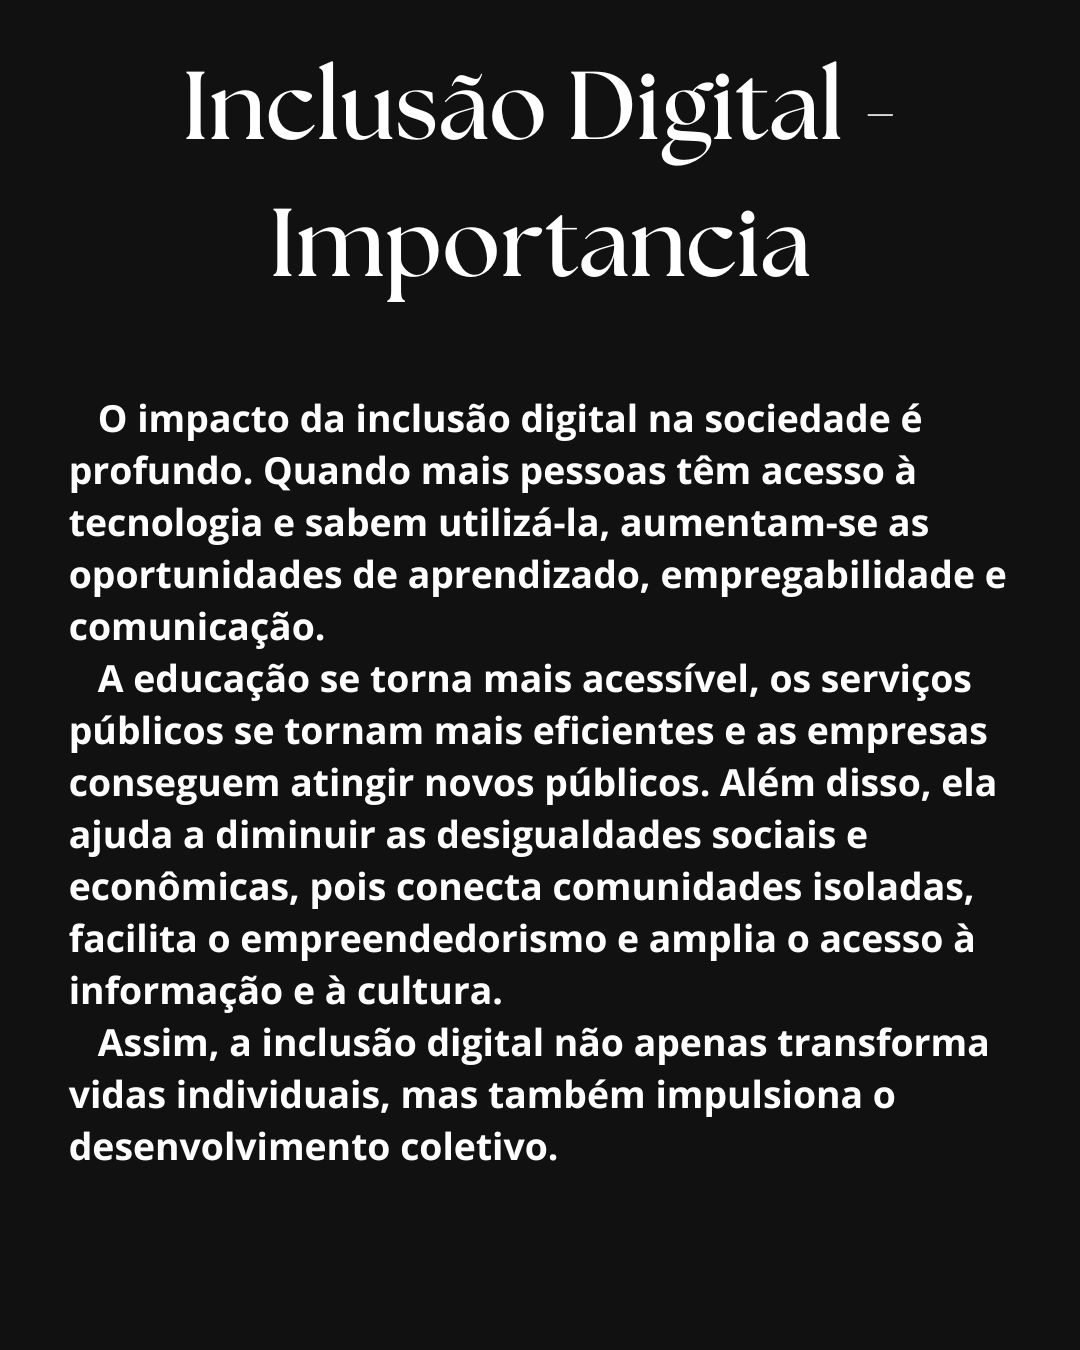 Inclusão Digital -
Importancia
O impacto da inclusão digital na sociedade é
profundo. Quando mais pessoas têm acesso à
tecnologia e sabem utilizá-la, aumentam-se as
oportunidades de aprendizado, empregabilidade e
comunicação.
A educação se torna mais acessível, os serviços
públicos se tornam mais eficientes e as empresas
conseguem atingir novos públicos. Além disso, ela
ajuda a diminuir as desigualdades sociais e
econômicas, pois conecta comunidades isoladas,
facilita o empreendedorismo e amplia o acesso à
informação e à cultura.
Assim, a inclusão digital não apenas transforma
vidas individuais, mas também impulsiona o
desenvolvimento coletivo.